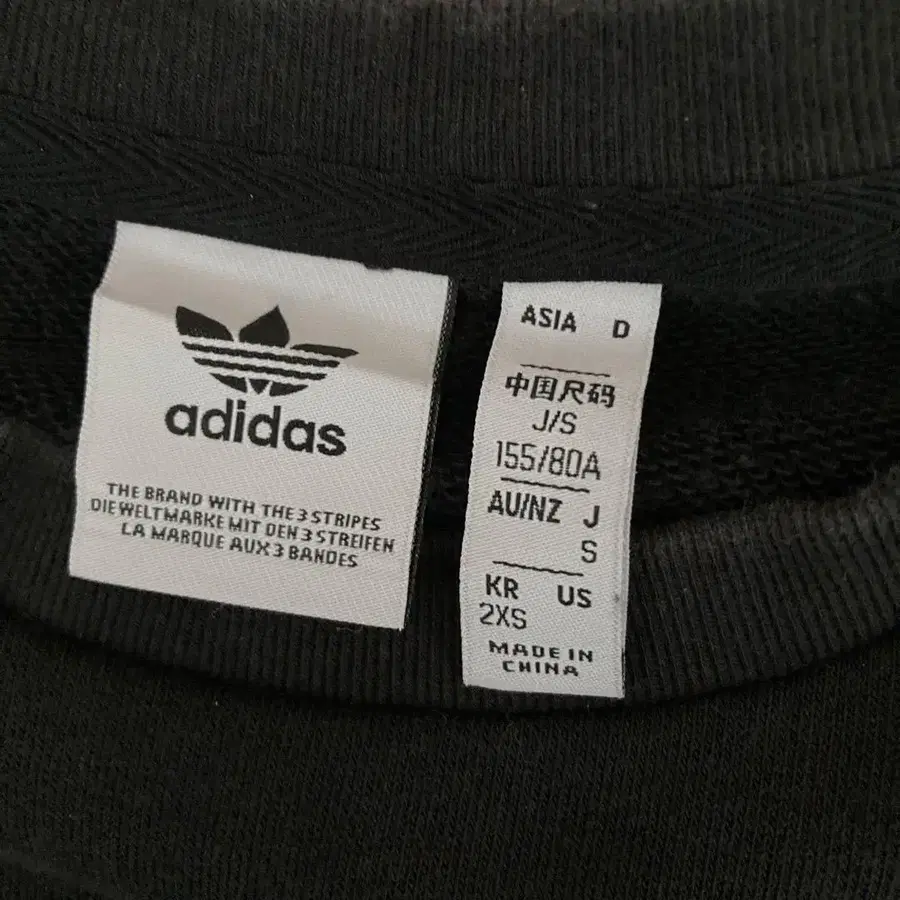 adidas
THE BRAND WITH THE 3 STRIPES
DIE WELTMARKE MIT DEN 3 STREIFEN
LA MARQUE AUX 3 BANDES
ASIA D
中国尺码
J/S
155/80A
AU/NZ J
S
KR US
2XS
MADE IN
CHINA